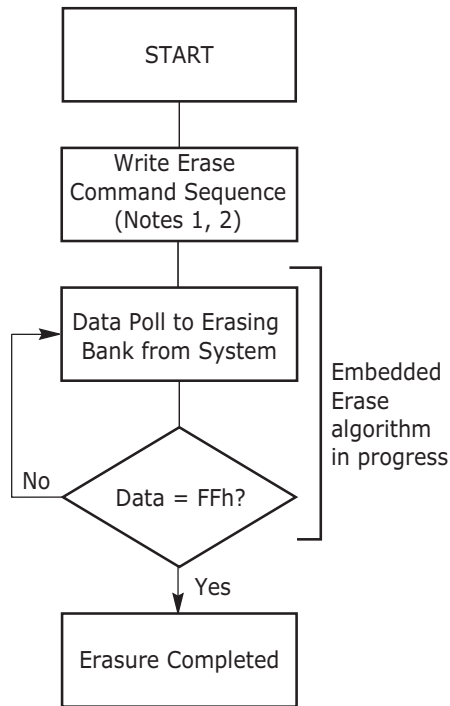 START
Write Erase
Command Sequence
(Notes 1, 2)
Data Poll to Erasing
Bank from System
Embedded
Erase
algorithm
in progress
No
Data = FFh?
Yes
Erasure Completed